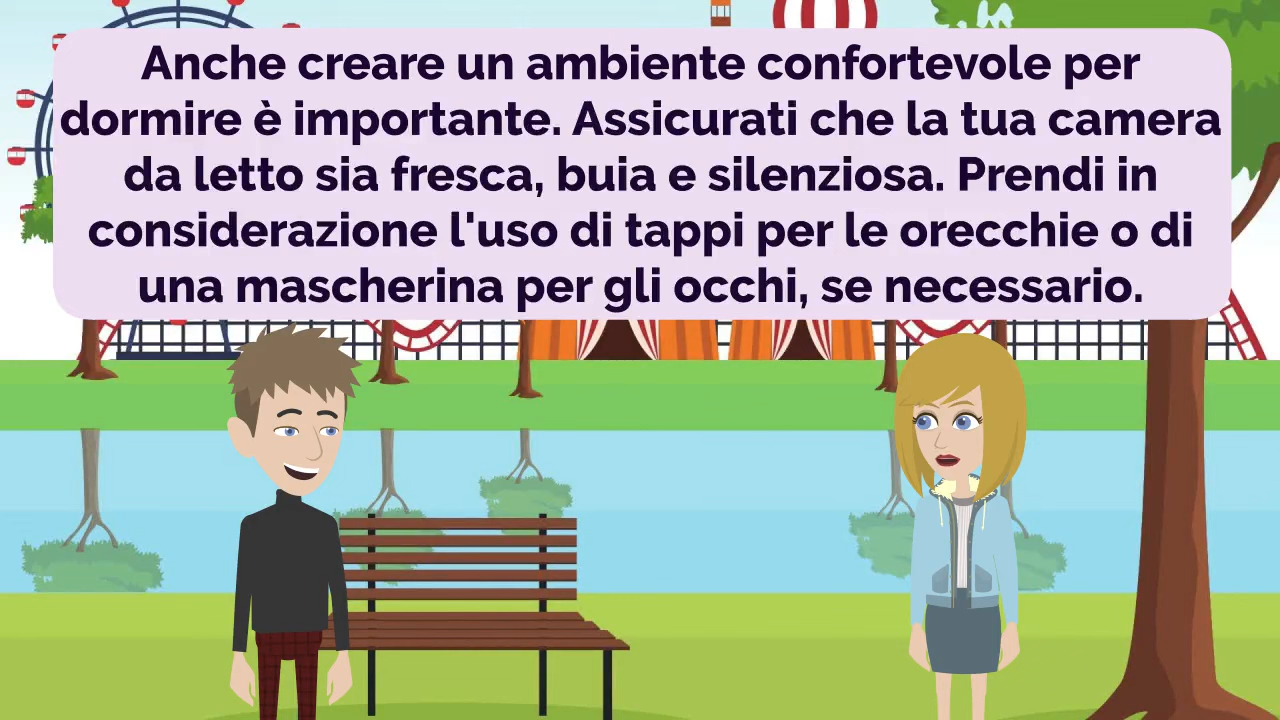 Anche creare un ambiente confortevole per
dormire è importante. Assicurati che la tua camera
da letto sia fresca, buia e silenziosa. Prendi in
considerazione l'uso di tappi per le orecchie o di
una mascherina per gli occhi, se necessario.